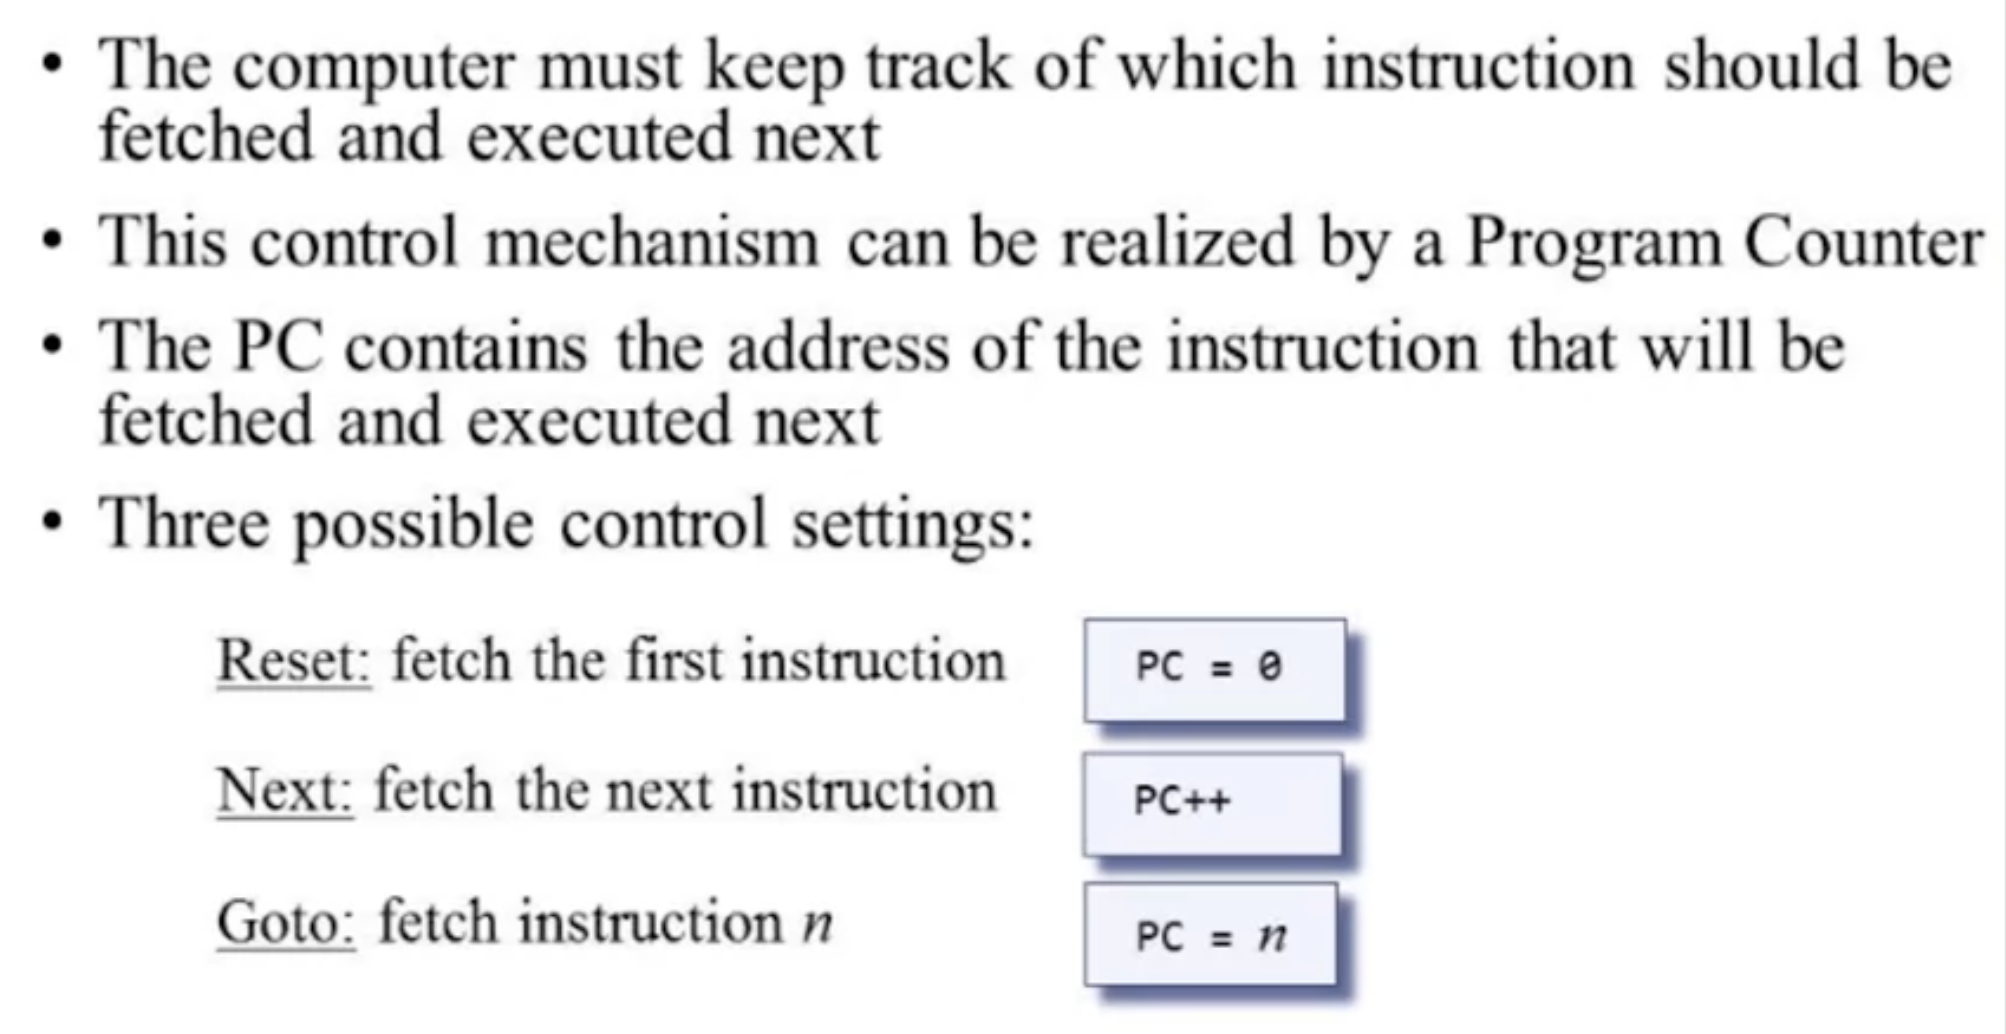 • The computer must keep track of which instruction should be
fetched and executed next
• This control mechanism can be realized by a Program Counter
• The PC contains the address of the instruction that will be
fetched and executed next
• Three possible control settings:
Reset: fetch the first instruction PC = 0
Next: fetch the next instruction PC++
Goto: fetch instruction n PC = n